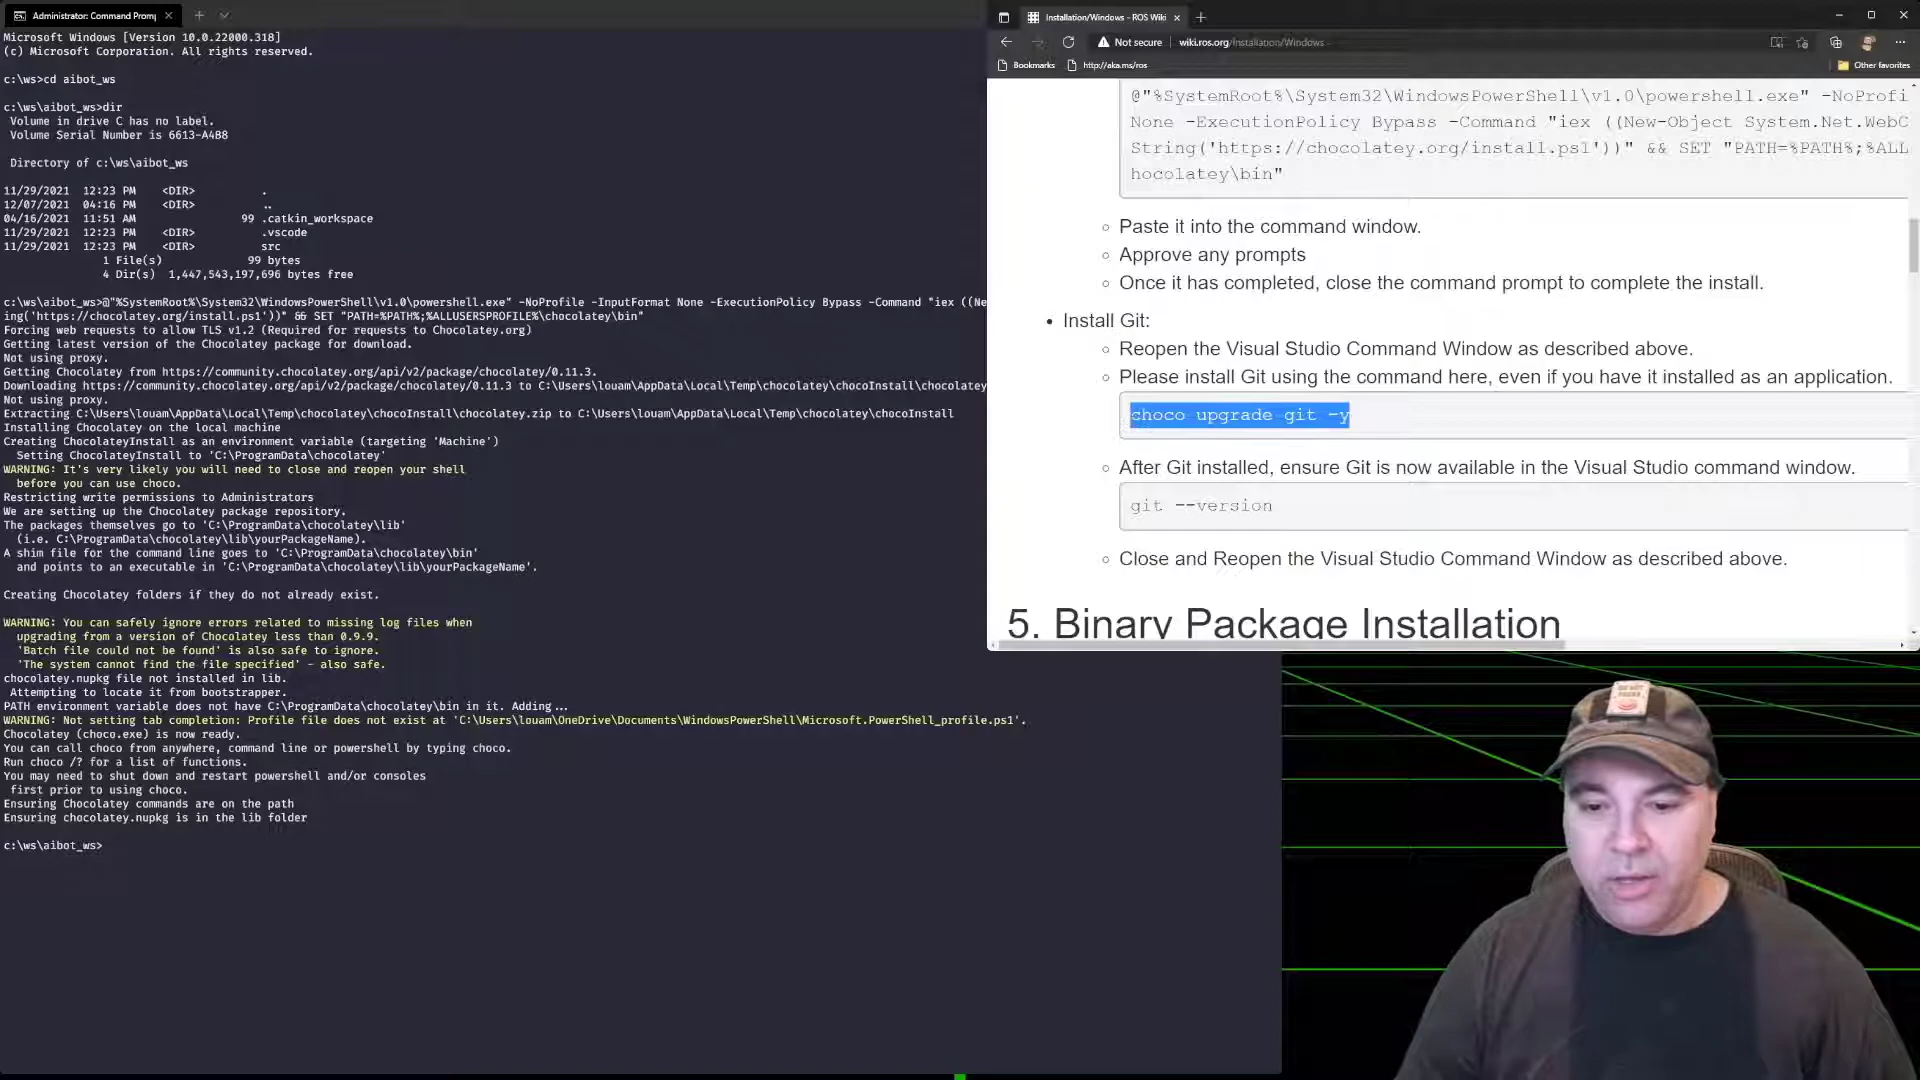 Administrator: Command Promp
Microsoft Windows [Version 10.0.22000.318]
(c) Microsoft Corporation. All rights reserved.
c:\ws>cd aibot_ws
c:\ws\aibot_ws>dir
Volume in drive C has no label.
Volume Serial Number is 6613-A4B8
Directory of c:\ws\aibot_ws
11/29/2021 12:23 PM <DIR> .
12/07/2021 04:16 PM <DIR> ..
04/16/2021 11:51 AM 99 .catkin_workspace
11/29/2021 12:23 PM <DIR> .vscode
11/29/2021 12:23 PM <DIR> src
1 File(s) 99 bytes
4 Dir(s) 1,447,543,197,696 bytes free
c:\ws\aibot_ws>@"%SystemRoot%\System32\WindowsPowerShell\v1.0\powershell.exe" -NoProfile -InputFormat None -ExecutionPolicy Bypass -Command "iex ((Ne
ing('https://chocolatey.org/install.ps1'))" && SET "PATH=%PATH%;%ALLUSERSPROFILE%\chocolatey\bin"
Forcing web requests to allow TLS v1.2 (Required for requests to Chocolatey.org)
Getting latest version of the Chocolatey package for download.
Not using proxy.
Getting Chocolatey from https://community.chocolatey.org/api/v2/package/chocolatey/0.11.3.
Downloading https://community.chocolatey.org/api/v2/package/chocolatey/0.11.3 to C:\Users\louam\AppData\Local\Temp\chocolatey\chocoInstall\chocolatey
Not using proxy.
Extracting C:\Users\louam\AppData\Local\Temp\chocolatey\chocoInstall\chocolatey.zip to C:\Users\louam\AppData\Local\Temp\chocolatey\chocoInstall
Installing Chocolatey on the local machine
Creating ChocolateyInstall as an environment variable (targeting 'Machine')
Setting ChocolateyInstall to 'C:\ProgramData\chocolatey'
WARNING: It's very likely you will need to close and reopen your shell
before you can use choco.
Restricting write permissions to Administrators
We are setting up the Chocolatey package repository.
The packages themselves go to 'C:\ProgramData\chocolatey\lib'
(i.e. C:\ProgramData\chocolatey\lib\yourPackageName).
A shim file for the command line goes to 'C:\ProgramData\chocolatey\bin'
and points to an executable in 'C:\ProgramData\chocolatey\lib\yourPackageName'.
Creating Chocolatey folders if they do not already exist.
WARNING: You can safely ignore errors related to missing log files when
upgrading from a version of Chocolatey less than 0.9.9.
'Batch file could not be found' is also safe to ignore.
'The system cannot find the file specified' - also safe.
chocolatey.nupkg file not installed in lib.
Attempting to locate it from bootstrapper.
PATH environment variable does not have C:\ProgramData\chocolatey\bin in it. Adding...
WARNING: Not setting tab completion: Profile file does not exist at 'C:\Users\louam\OneDrive\Documents\WindowsPowerShell\Microsoft.PowerShell_profile.ps1'.
Chocolatey (choco.exe) is now ready.
You can call choco from anywhere, command line or powershell by typing choco.
Run choco /? for a list of functions.
You may need to shut down and restart powershell and/or consoles
first prior to using choco.
Ensuring Chocolatey commands are on the path
Ensuring chocolatey.nupkg is in the lib folder
c:\ws\aibot_ws>
Installation/Windows - ROS Wiki
Not secure wiki.ros.org/Installation/Windows
Bookmarks http://aka.ms/ros Other favorites
@"%SystemRoot%\System32\WindowsPowerShell\v1.0\powershell.exe" -NoProfi
None -ExecutionPolicy Bypass -Command "iex ((New-Object System.Net.WebC
String('https://chocolatey.org/install.ps1'))" && SET "PATH=%PATH%;%ALL
hocolatey\bin"
Paste it into the command window.
Approve any prompts
Once it has completed, close the command prompt to complete the install.
Install Git:
Reopen the Visual Studio Command Window as described above.
Please install Git using the command here, even if you have it installed as an application.
choco upgrade git -y
After Git installed, ensure Git is now available in the Visual Studio command window.
git --version
Close and Reopen the Visual Studio Command Window as described above.
5. Binary Package Installation